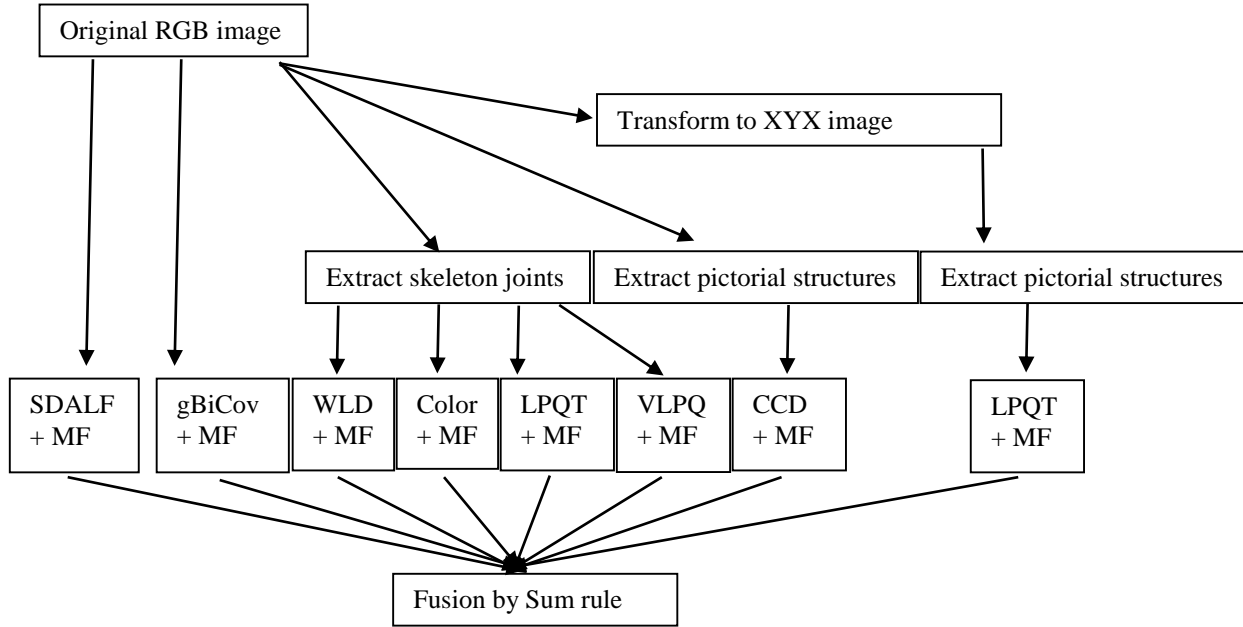 Original RGB image
Transform to XYX image
Extract skeleton joints
Extract pictorial structures
Extract pictorial structures
SDALF
+ MF
gBiCov
+ MF
WLD
+ MF
Color
+ MF
LPQT
+ MF
VLPQ
+ MF
CCD
+ MF
LPQT
+ MF
Fusion by Sum rule